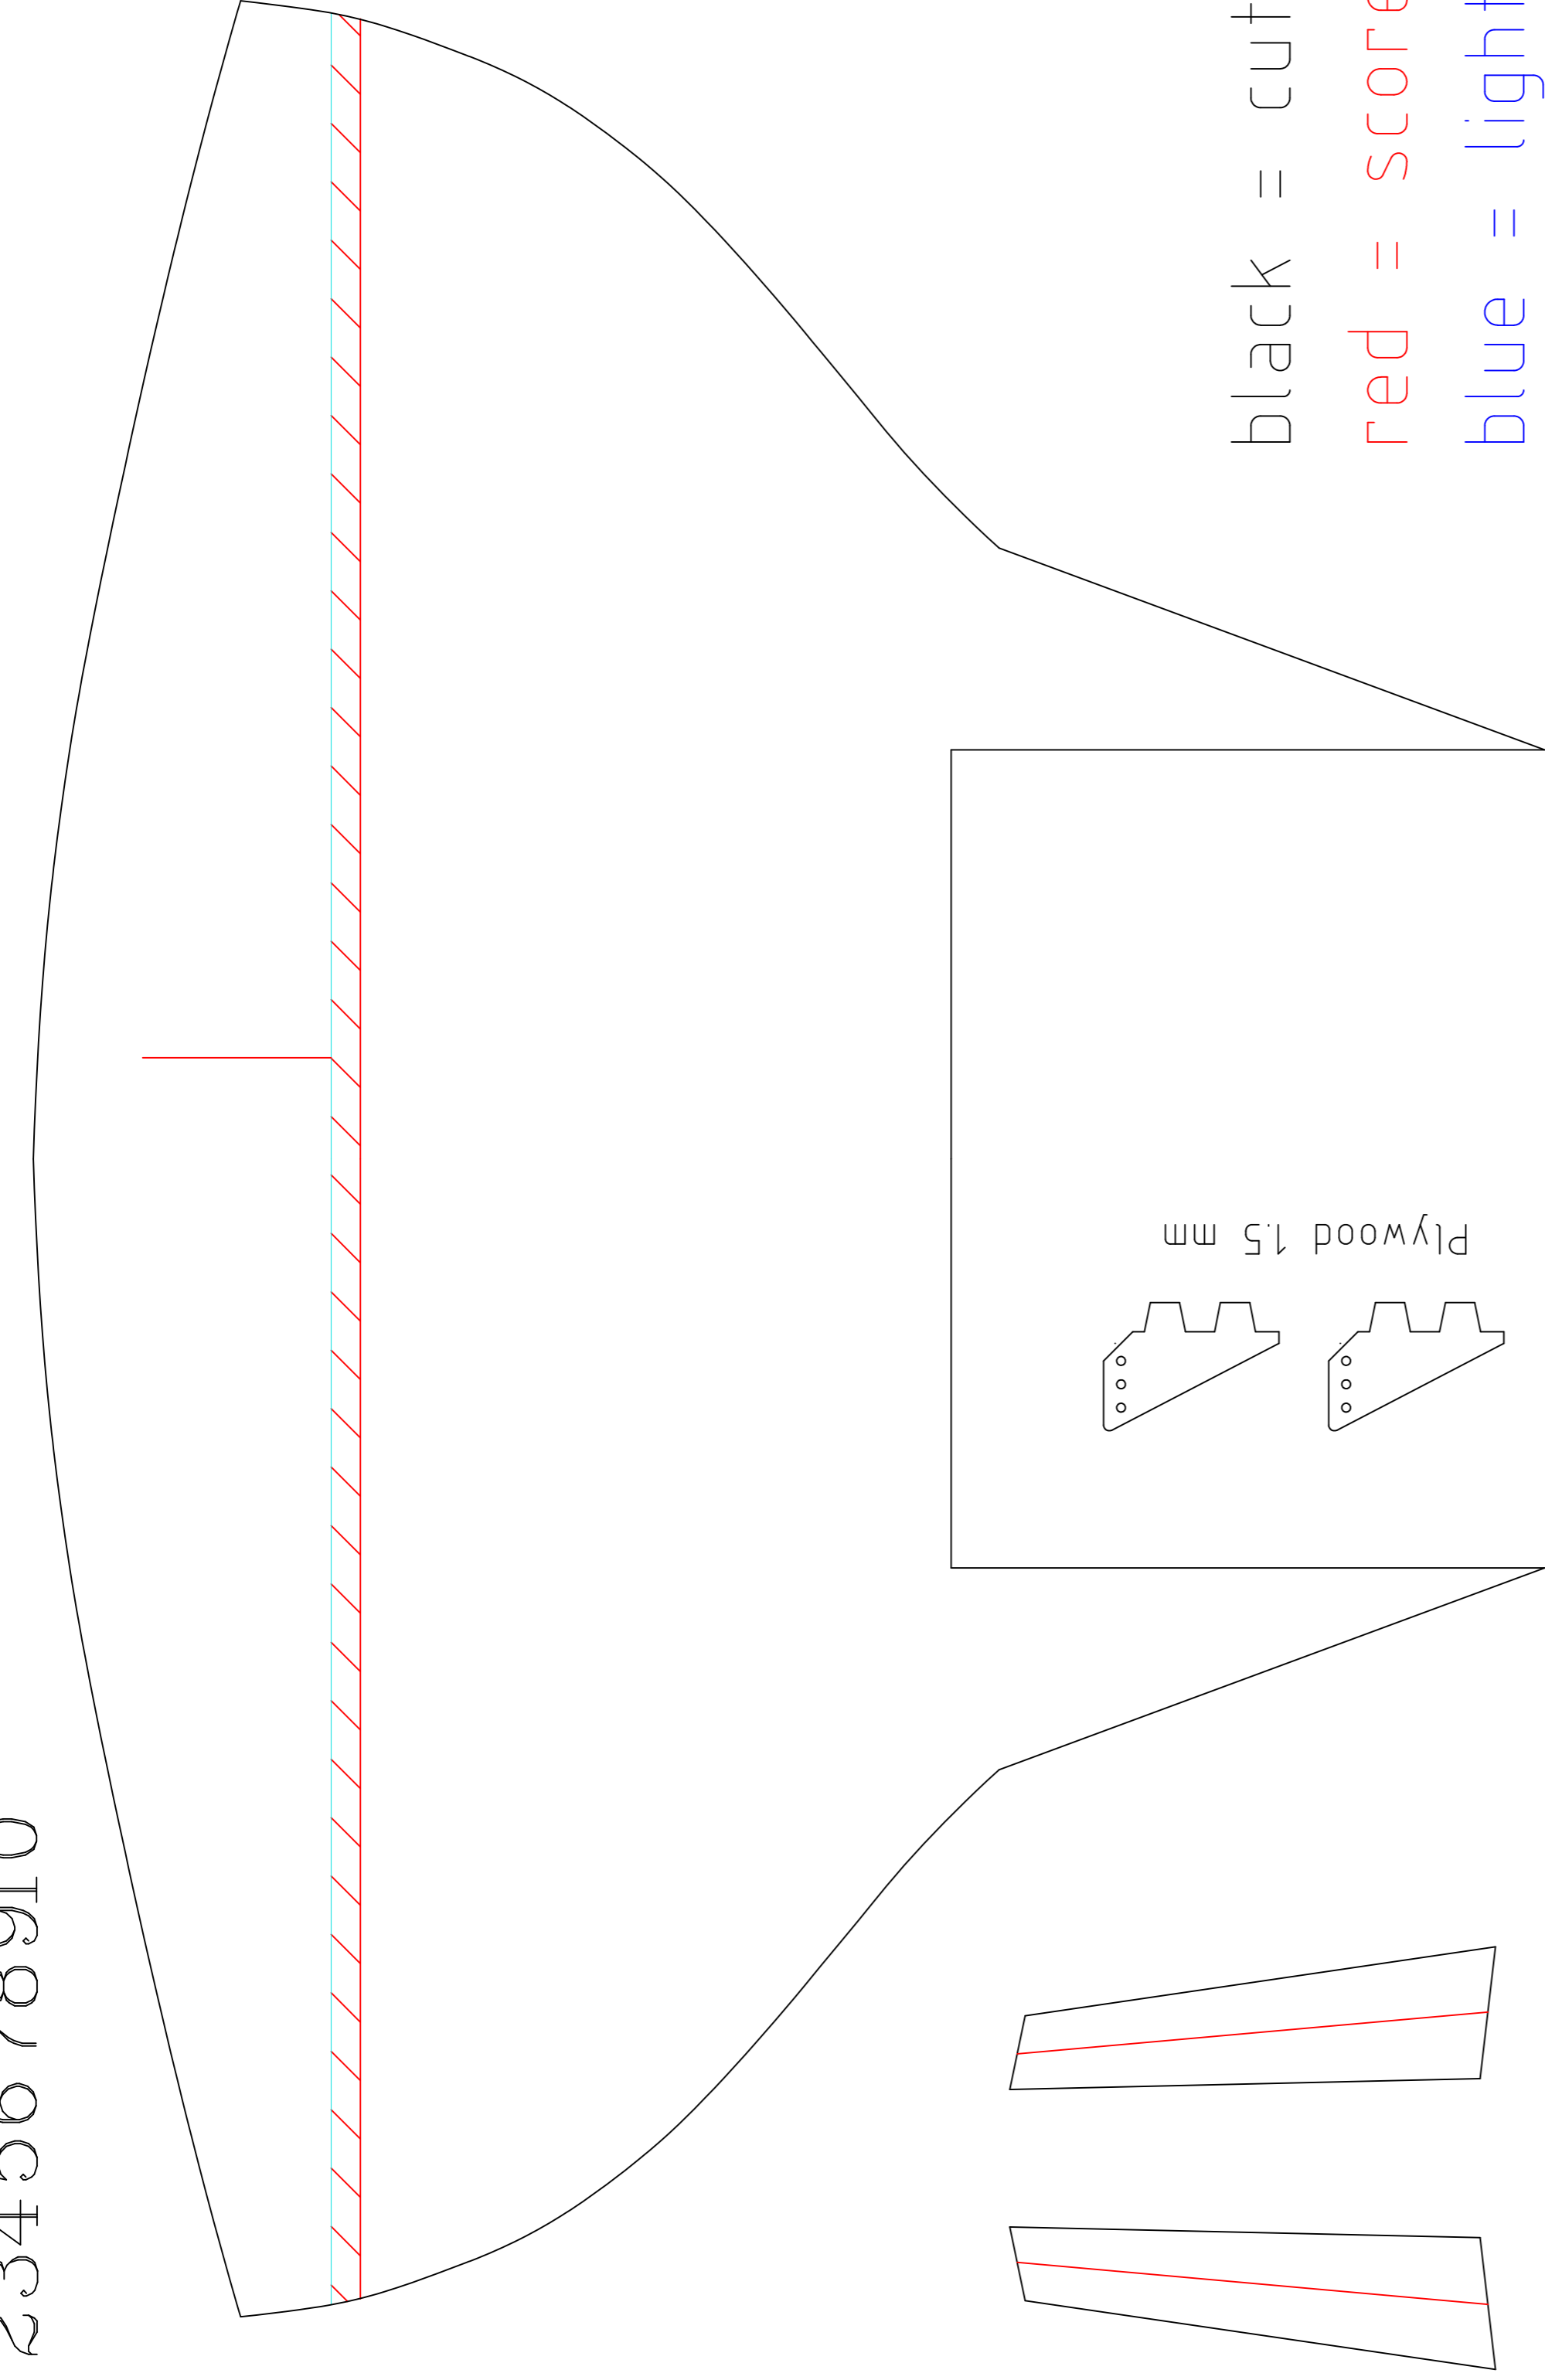 black = cut
red = score
blue = light
Plywood 1.5 mm
2345678910